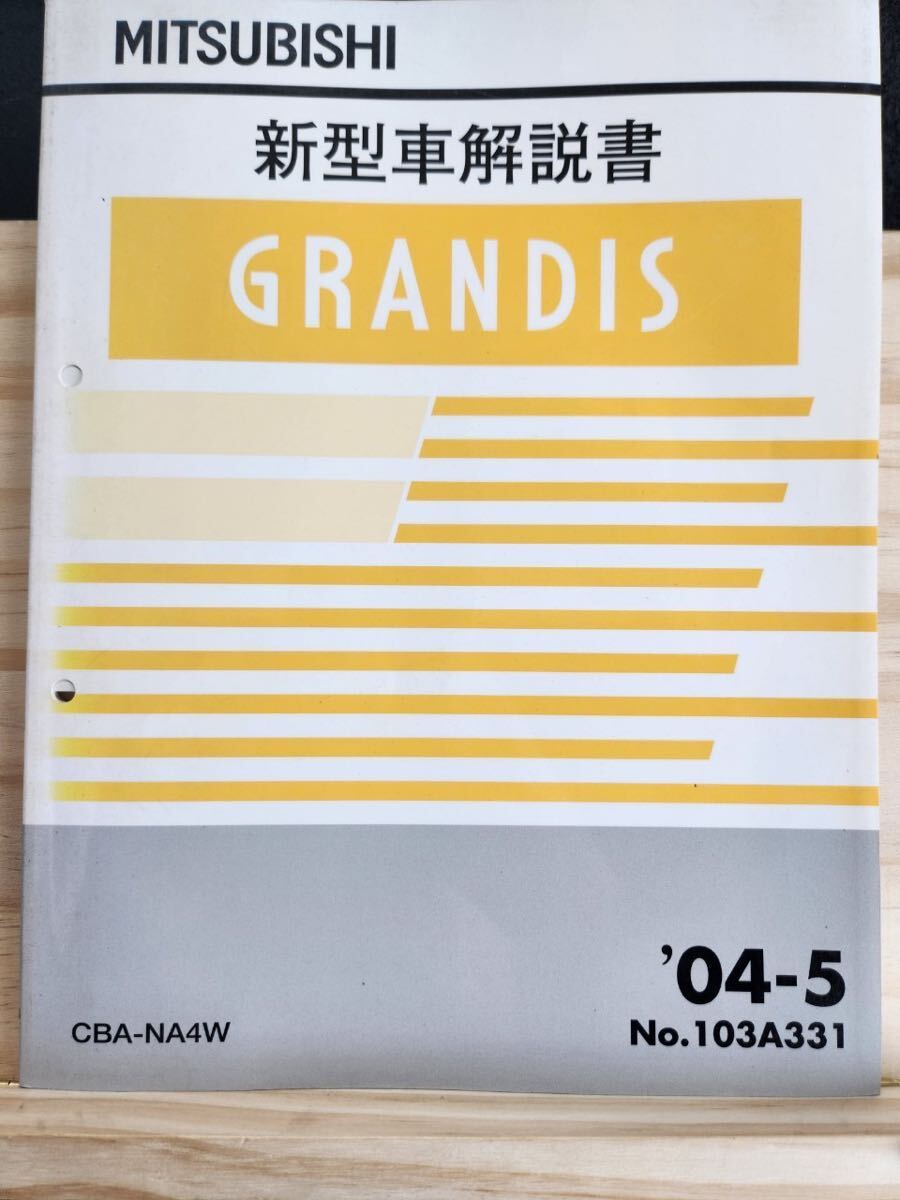 MITSUBISHI
新型車解説書
GRANDIS
'04-5
CBA-NA4W
No.103A331